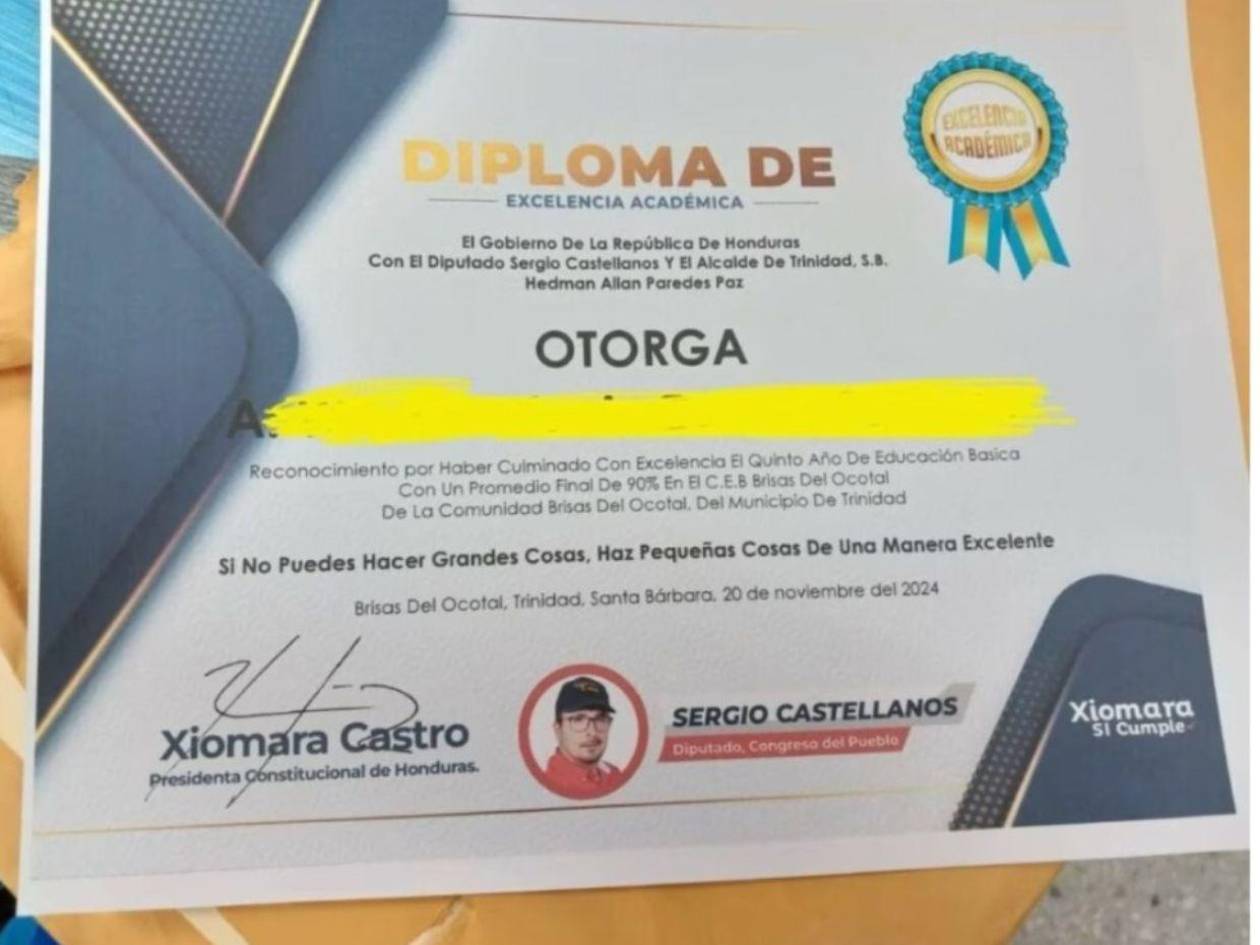 DIPLOMA DE
EXCELENCIA ACADÉMICA
EXCELENCIA
ACADÉMICA
El Gobierno De La República De Honduras
Con El Diputado Sergio Castellanos Y El Alcalde De Trinidad, S.B.
Hedman Allan Paredes Paz
OTORGA
Reconocimiento por Haber Culminado Con Excelencia El Quinto Año De Educación Basica
Con Un Promedio Final De 90% En El C.E.B Brisas Del Ocotal
De La Comunidad Brisas Del Ocotal, Del Municipio De Trinidad
Si No Puedes Hacer Grandes Cosas, Haz Pequeñas Cosas De Una Manera Excelente
Brisas Del Ocotal, Trinidad, Santa Bárbara, 20 de noviembre del 2024
Xiomara Castro
Presidenta Constitucional de Honduras.
SERGIO CASTELLANOS
Diputado, Congreso del Pueblo
Xiomara
Sí Cumple